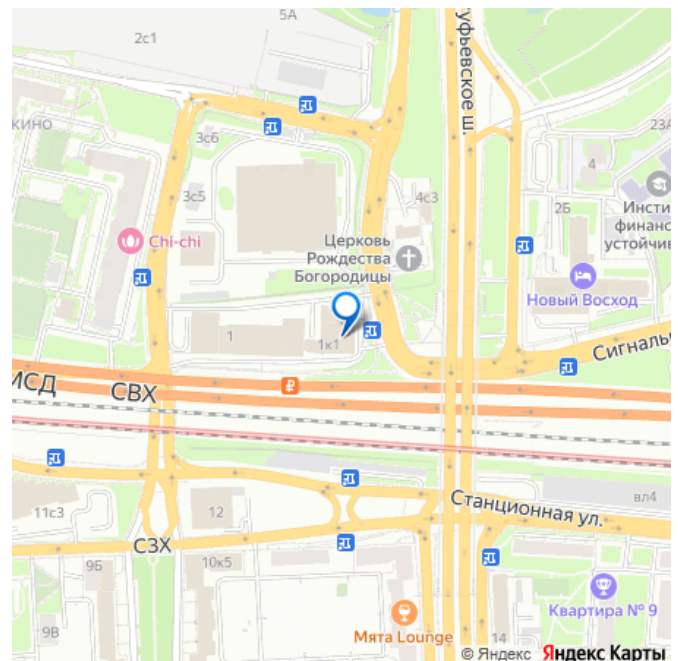 5А
2с1
уфьевское ш.
КИНО
3с6
23А
4
3с5
4с3
2Б
Инсти
финанс
устойчив
Chi-chi
Церковь
Рождества
Богородицы
Новый Восход
1
1к1
Сигналь
МСД
СВХ
₽
Станционная ул.
вл4
11с3
12
СЗХ
9Б
10к5
Квартира № 9
9В
Мята Lounge
14
© Яндекс Яндекс Карты